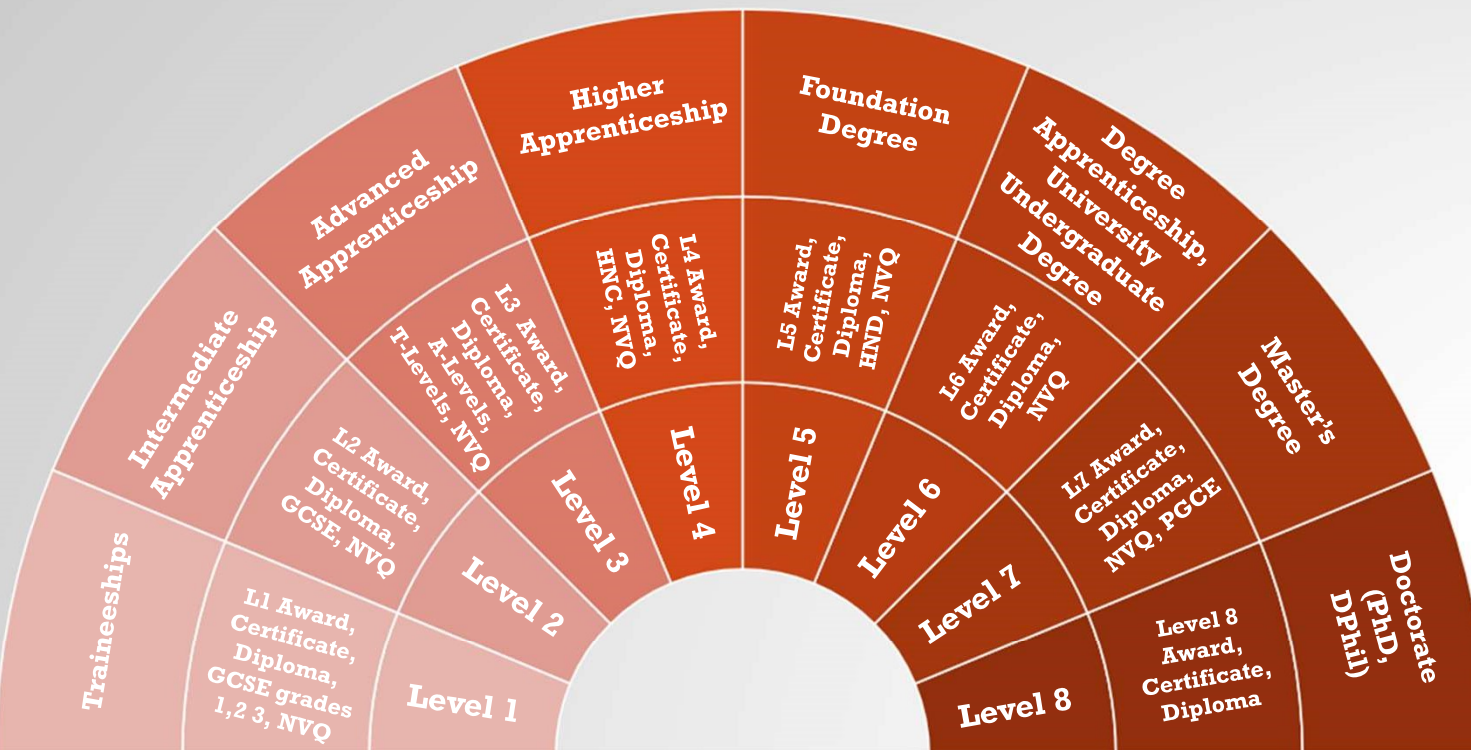 Traineeships
L1 Award,
Certificate,
Diploma,
GCSE grades
1,2 3, NVQ
Level 1
Intermediate
Apprenticeship
L2 Award,
Certificate,
Diploma,
GCSE, NVQ
Level 2
Advanced
Apprenticeship
L3 Award,
Certificate,
Diploma,
A-Levels,
T-Levels, NVQ
Level 3
Higher
Apprenticeship
L4 Award,
Certificate,
Diploma,
HNC, NVQ
Level 4
Foundation
Degree
L5 Award,
Certificate,
Diploma,
HND, NVQ
Level 5
Degree
Apprenticeship,
University
Undergraduate
Degree
L6 Award,
Certificate,
Diploma,
NVQ
Level 6
Master's
Degree
L7 Award,
Certificate,
Diploma,
NVQ, PGCE
Level 7
Doctorate
(PhD,
DPhil)
Level 8
Award,
Certificate,
Diploma
Level 8